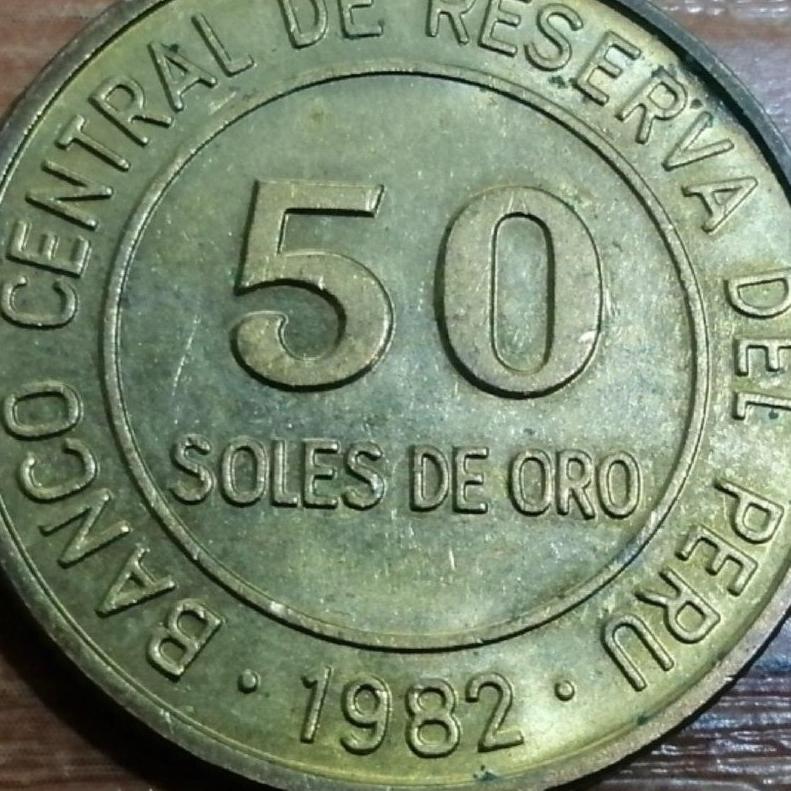 BANCO CENTRAL DE RESERVA DEL PERU
50
SOLES DE ORO
· 1982 ·